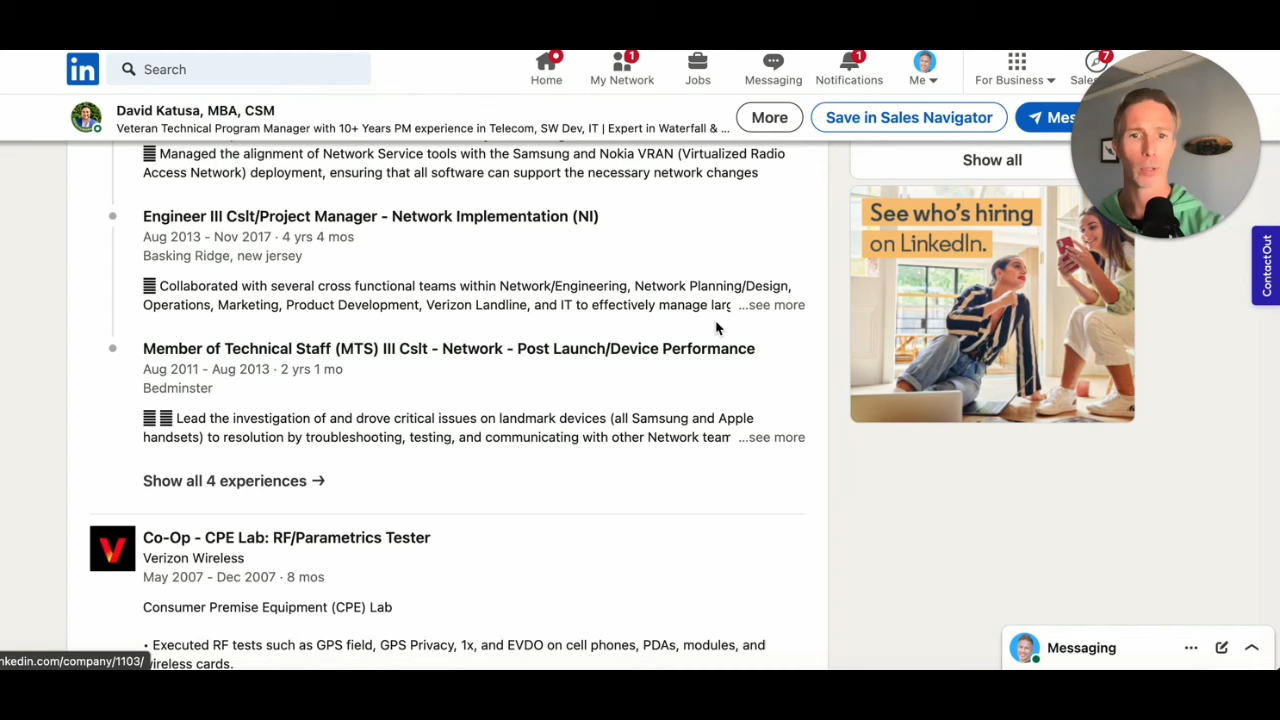 in
Search
1
1
7
Home
My Network
Jobs
Messaging
Notifications
Me
For Business
Sales
David Katusa, MBA, CSM
Veteran Technical Program Manager with 10+ Years PM experience in Telecom, SW Dev, IT | Expert in Waterfall & ...
More
Save in Sales Navigator
Mes
Managed the alignment of Network Service tools with the Samsung and Nokia VRAN (Virtualized Radio
Access Network) deployment, ensuring that all software can support the necessary network changes
Engineer III Cslt/Project Manager - Network Implementation (NI)
Aug 2013 - Nov 2017 · 4 yrs 4 mos
Basking Ridge, new jersey
Collaborated with several cross functional teams within Network/Engineering, Network Planning/Design,
Operations, Marketing, Product Development, Verizon Landline, and IT to effectively manage larg ...see more
Member of Technical Staff (MTS) III Cslt - Network - Post Launch/Device Performance
Aug 2011 - Aug 2013 · 2 yrs 1 mo
Bedminster
Lead the investigation of and drove critical issues on landmark devices (all Samsung and Apple
handsets) to resolution by troubleshooting, testing, and communicating with other Network team ...see more
Show all 4 experiences →
Co-Op - CPE Lab: RF/Parametrics Tester
Verizon Wireless
May 2007 - Dec 2007 · 8 mos
Consumer Premise Equipment (CPE) Lab
• Executed RF tests such as GPS field, GPS Privacy, 1x, and EVDO on cell phones, PDAs, modules, and
wireless cards.
nkedin.com/company/1103/
Show all
See who's hiring
on LinkedIn.
ContactOut
Messaging